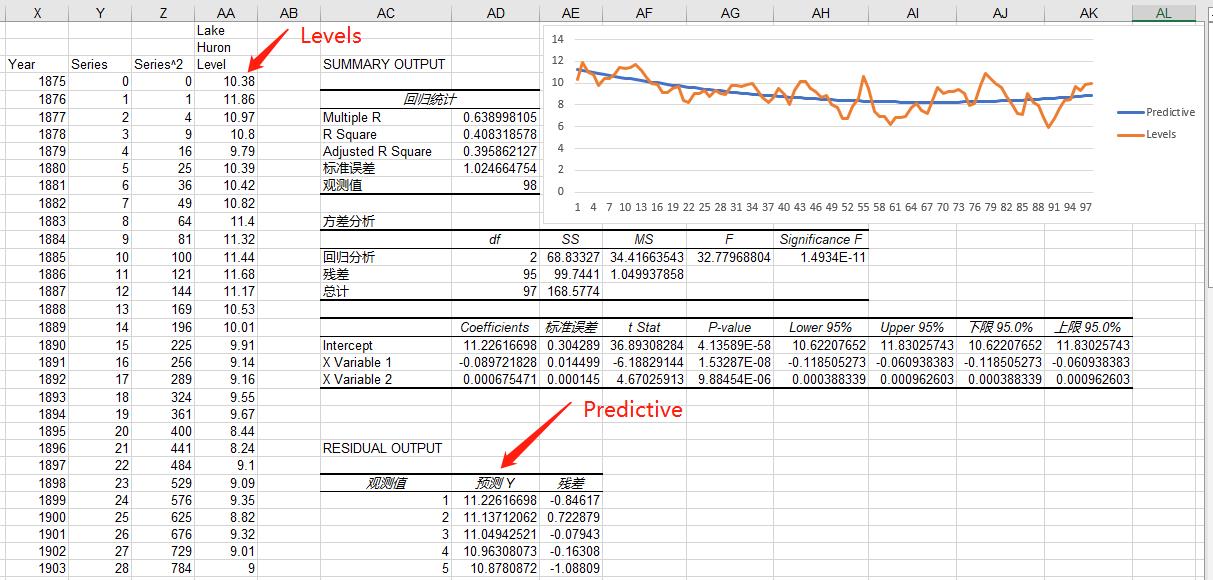 X Y Z AA AB AC AD AE AF AG AH AI AJ AK AL
Lake
Huron
Year Series Series^2 Level SUMMARY OUTPUT
Levels
1875 0 0 10.38
1876 1 1 11.86 回归统计
1877 2 4 10.97 Multiple R 0.638998105
1878 3 9 10.8 R Square 0.408318578
1879 4 16 9.79 Adjusted R Square 0.395862127
1880 5 25 10.39 标准误差 1.024664754
1881 6 36 10.42 观测值 98
1882 7 49 10.82
1883 8 64 11.4 方差分析
1884 9 81 11.32 df SS MS F Significance F
1885 10 100 11.44 回归分析 2 68.83327 34.41663543 32.77968804 1.4934E-11
1886 11 121 11.68 残差 95 99.7441 1.049937858
1887 12 144 11.17 总计 97 168.5774
1888 13 169 10.53
1889 14 196 10.01 Coefficients 标准误差 t Stat P-value Lower 95% Upper 95% 下限 95.0% 上限 95.0%
1890 15 225 9.91 Intercept 11.22616698 0.304289 36.89308284 4.13589E-58 10.62207652 11.83025743 10.62207652 11.83025743
1891 16 256 9.14 X Variable 1 -0.089721828 0.014499 -6.18829144 1.53287E-08 -0.118505273 -0.060938383 -0.118505273 -0.060938383
1892 17 289 9.16 X Variable 2 0.000675471 0.000145 4.67025913 9.88454E-06 0.000388339 0.000962603 0.000388339 0.000962603
1893 18 324 9.55
1894 19 361 9.67
Predictive
1895 20 400 8.44
1896 21 441 8.24 RESIDUAL OUTPUT
1897 22 484 9.1
1898 23 529 9.09 观测值 预测 Y 残差
1899 24 576 9.35 1 11.22616698 -0.84617
1900 25 625 8.82 2 11.13712062 0.722879
1901 26 676 9.32 3 11.04942521 -0.07943
1902 27 729 9.01 4 10.96308073 -0.16308
1903 28 784 9 5 10.8780872 -1.08809
14
12
10
8
6
4
2
0
1 4 7 10 13 16 19 22 25 28 31 34 37 40 43 46 49 52 55 58 61 64 67 70 73 76 79 82 85 88 91 94 97
Predictive
Levels